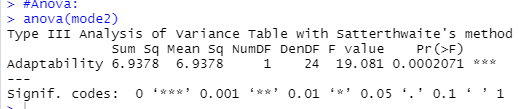 > #Anova:
> anova(mode2)
Type III Analysis of Variance Table with Satterthwaite's method
Sum Sq Mean Sq NumDF DenDF F value Pr(>F)
Adaptability 6.9378 6.9378 1 24 19.081 0.0002071 ***
---
Signif. codes: 0 ‘***’ 0.001 ‘**’ 0.01 ‘*’ 0.05 ‘.’ 0.1 ‘ ’ 1
>